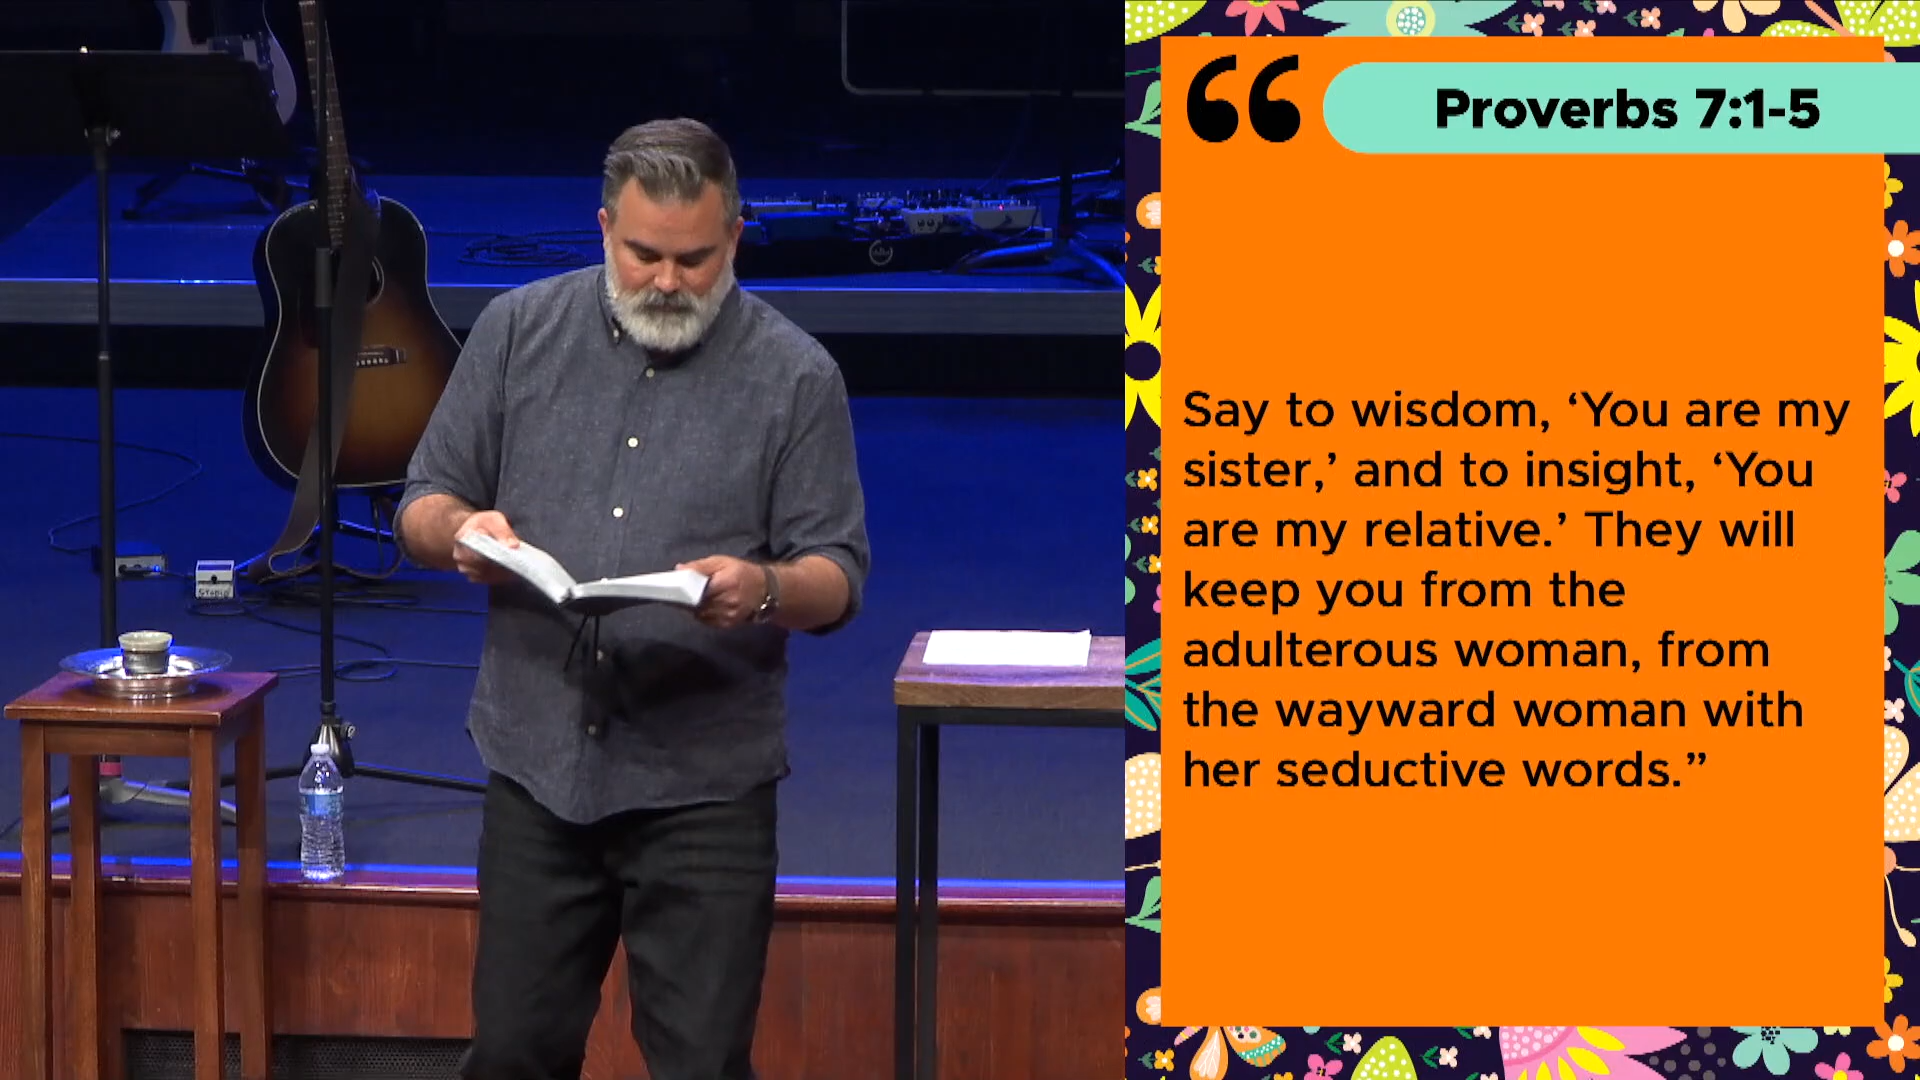 “
Proverbs 7:1-5
Say to wisdom, ‘You are my
sister,’ and to insight, ‘You
are my relative.’ They will
keep you from the
adulterous woman, from
the wayward woman with
her seductive words.”